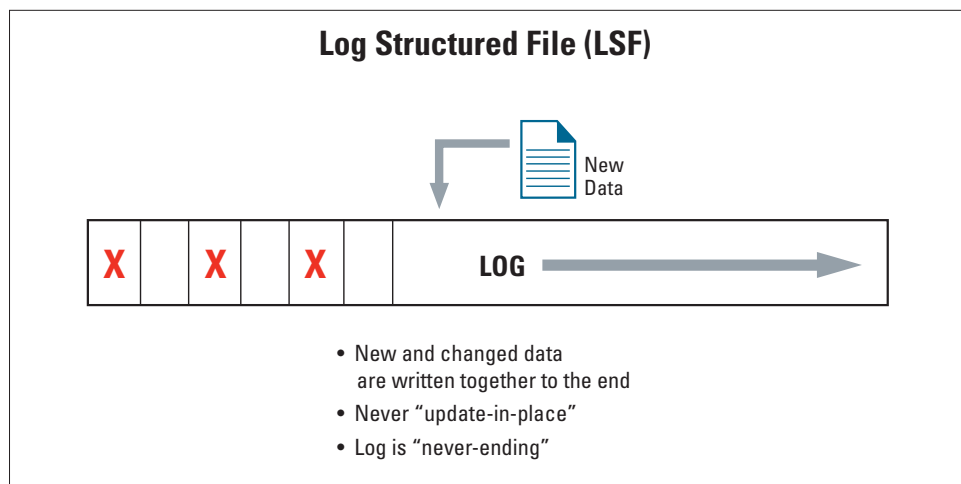 Log Structured File (LSF)
New
Data
X X X LOG
• New and changed data
are written together to the end
• Never “update-in-place”
• Log is “never-ending”